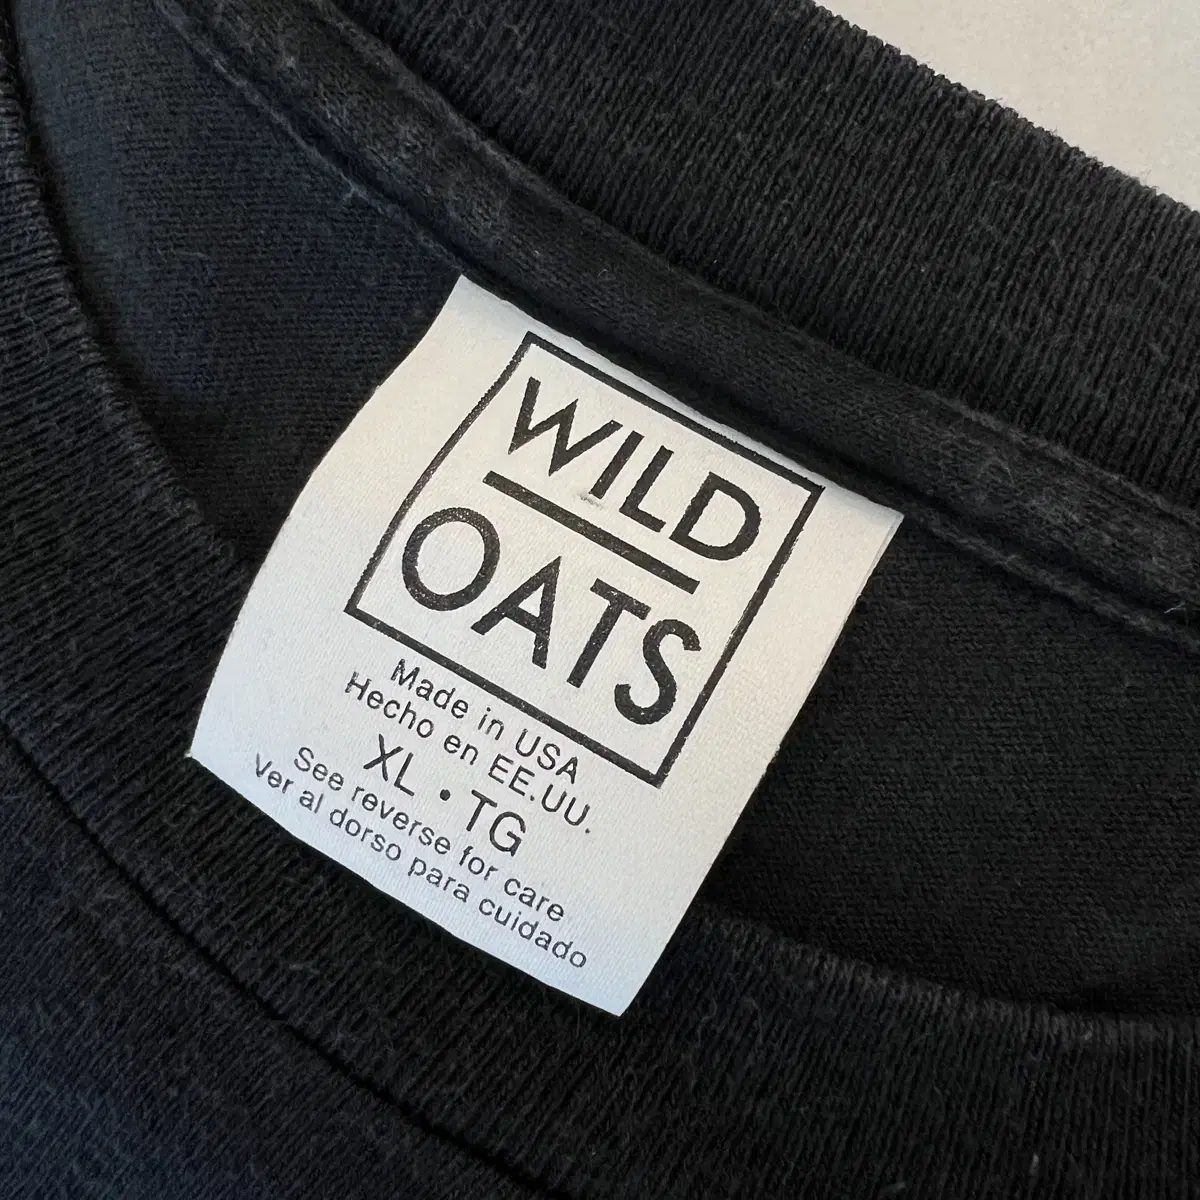 WILD
OATS
Made in USA
Hecho en EE.UU.
XL • TG
See reverse for care
Ver al dorso para cuidado